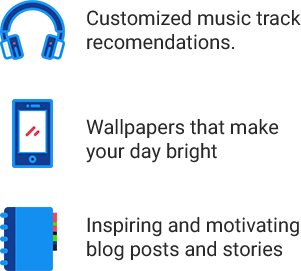 Customized music track
recomendations.
Wallpapers that make
your day bright
Inspiring and motivating
blog posts and stories